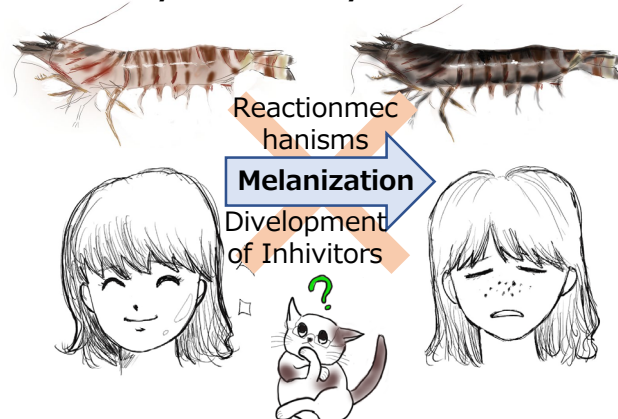 Reactionmec
hanisms
Melanization
Divelopment
of Inhivitors
?